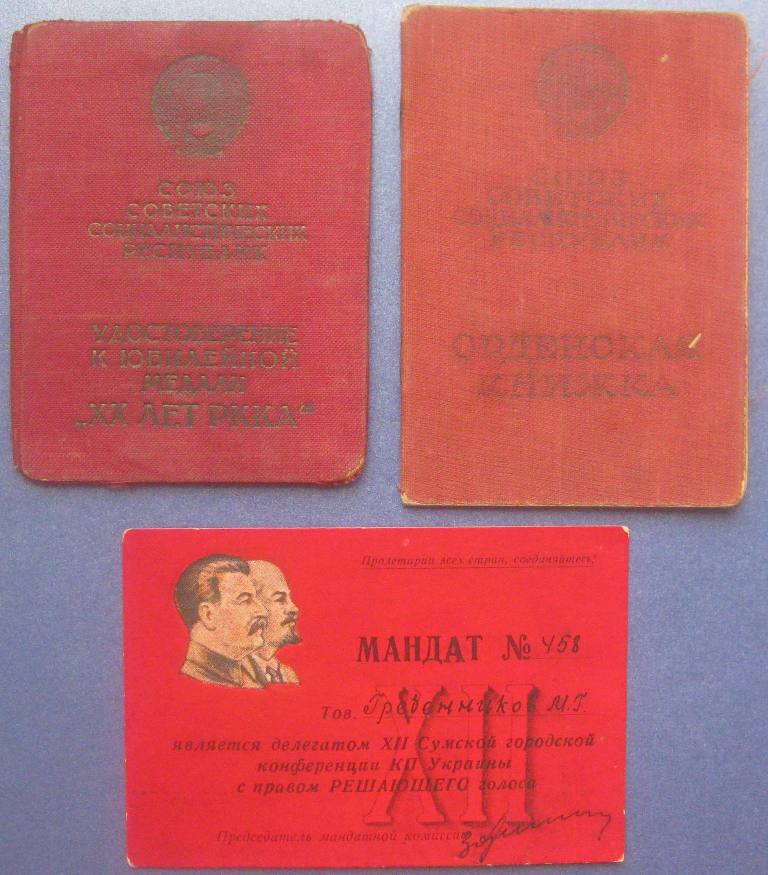 СОЮЗ
СОВЕТСКИХ
СОЦИАЛИСТИЧЕСКИХ
РЕСПУБЛИК
УДОСТОВЕРЕНИЕ
К ЮБИЛЕЙНОЙ
МЕДАЛИ
„XX ЛЕТ РККА"
СОЮЗ
СОВЕТСКИХ
СОЦИАЛИСТИЧЕСКИХ
РЕСПУБЛИК
ОРДЕНСКАЯ
КНИЖКА
Пролетарии всех стран, соединяйтесь!
МАНДАТ № 458
Тов. Гребенников М.Г.
XII
является делегатом XII Сумской городской
конференции КП Украины
с правом РЕШАЮЩЕГО голоса
Председатель мандатной комиссии